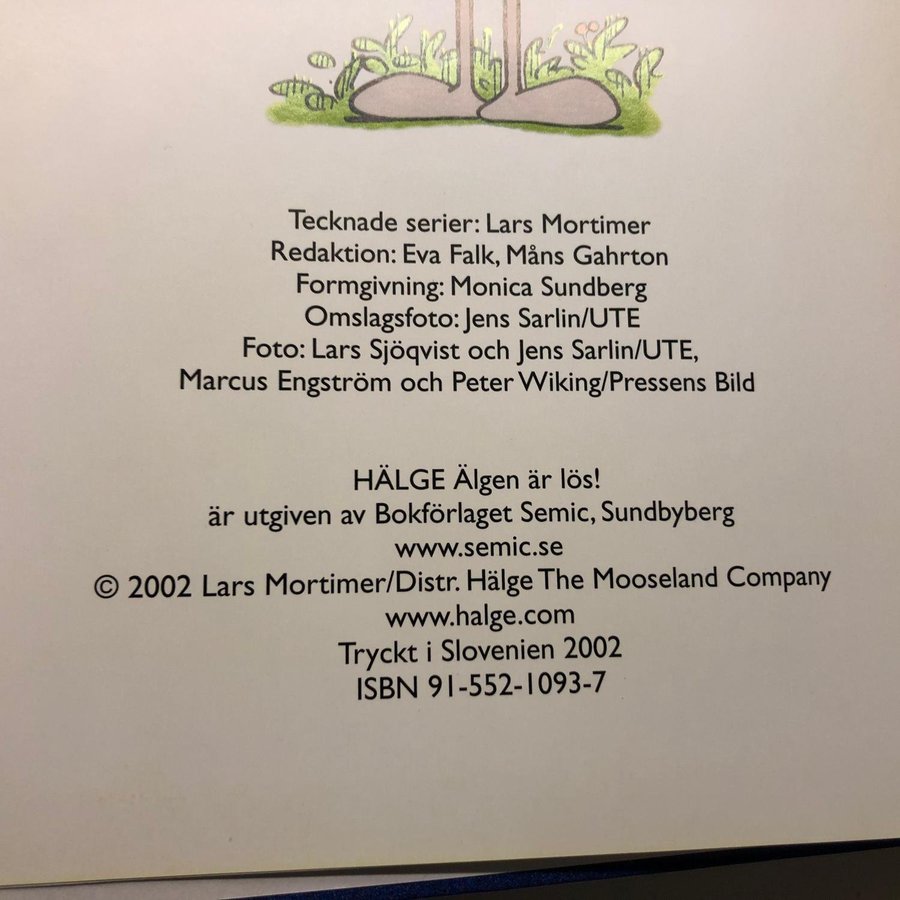 Tecknade serier: Lars Mortimer
Redaktion: Eva Falk, Måns Gahrton
Formgivning: Monica Sundberg
Omslagsfoto: Jens Sarlin/UTE
Foto: Lars Sjöqvist och Jens Sarlin/UTE,
Marcus Engström och Peter Wiking/Pressens Bild
HÄLGE Älgen är lös!
är utgiven av Bokförlaget Semic, Sundbyberg
www.semic.se
© 2002 Lars Mortimer/Distr. Hälge The Mooseland Company
www.halge.com
Tryckt i Slovenien 2002
ISBN 91-552-1093-7